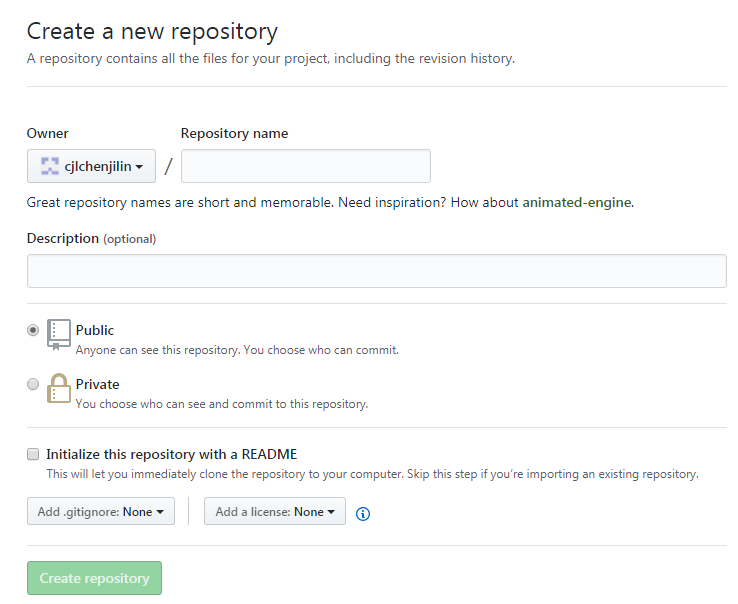 Create a new repository
A repository contains all the files for your project, including the revision history.
Owner Repository name
cjlchenjilin /
Great repository names are short and memorable. Need inspiration? How about animated-engine.
Description (optional)
Public
Anyone can see this repository. You choose who can commit.
Private
You choose who can see and commit to this repository.
Initialize this repository with a README
This will let you immediately clone the repository to your computer. Skip this step if you’re importing an existing repository.
Add .gitignore: None Add a license: None
Create repository